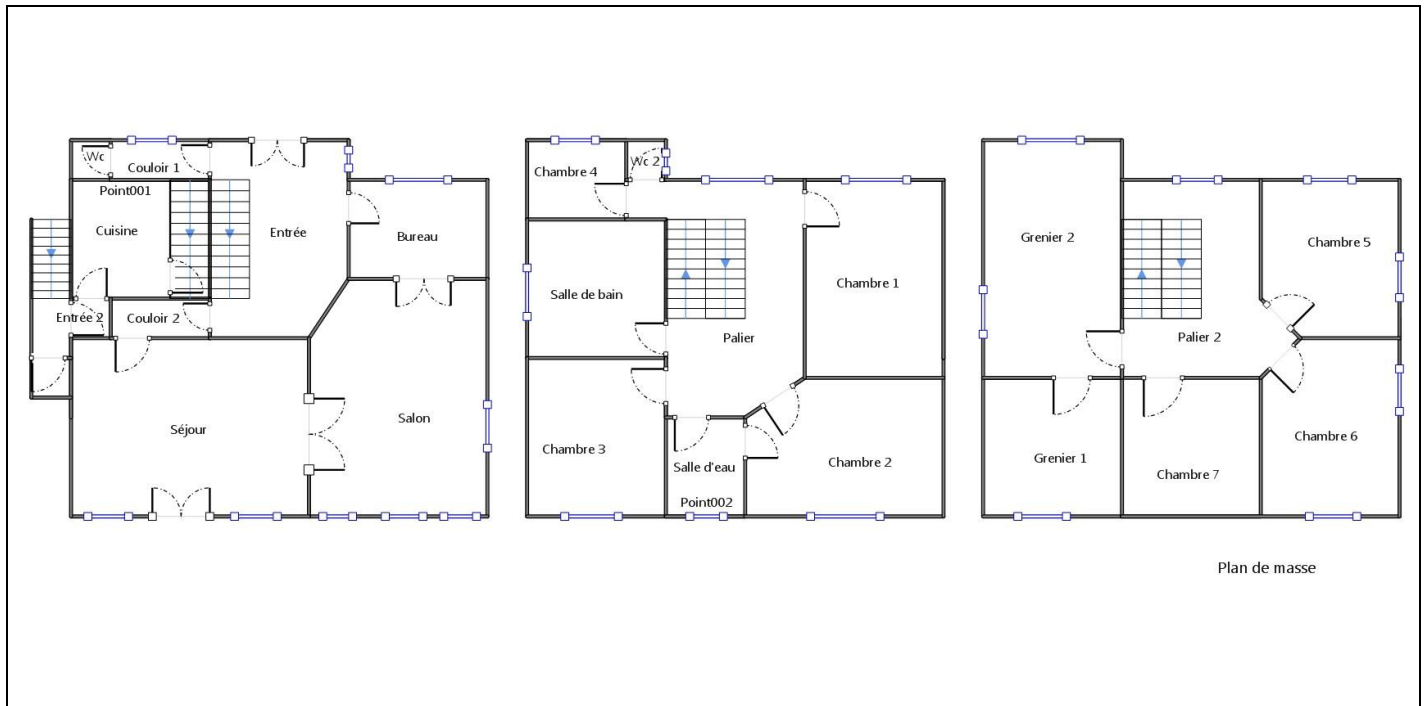 Wc
Couloir 1
Point001
Cuisine
Entrée
Bureau
Entrée 2
Couloir 2
Séjour
Salon
Chambre 4
Wc 2
Salle de bain
Chambre 1
Palier
Chambre 3
Salle d'eau
Chambre 2
Point002
Grenier 2
Chambre 5
Palier 2
Grenier 1
Chambre 7
Chambre 6
Plan de masse